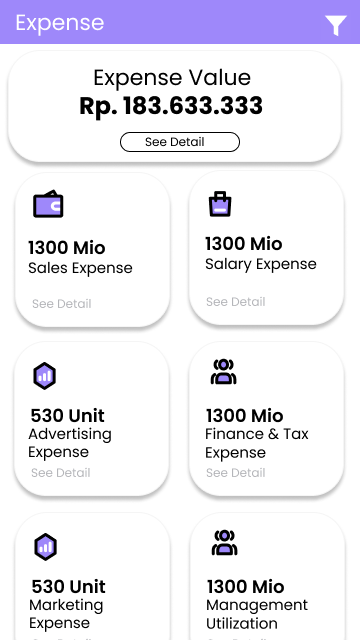 Expense
Expense Value
Rp. 183.633.333
See Detail
1300 Mio
Sales Expense
See Detail
1300 Mio
Salary Expense
See Detail
530 Unit
Advertising
Expense
See Detail
1300 Mio
Finance & Tax
Expense
See Detail
530 Unit
Marketing
Expense
1300 Mio
Management
Utilization